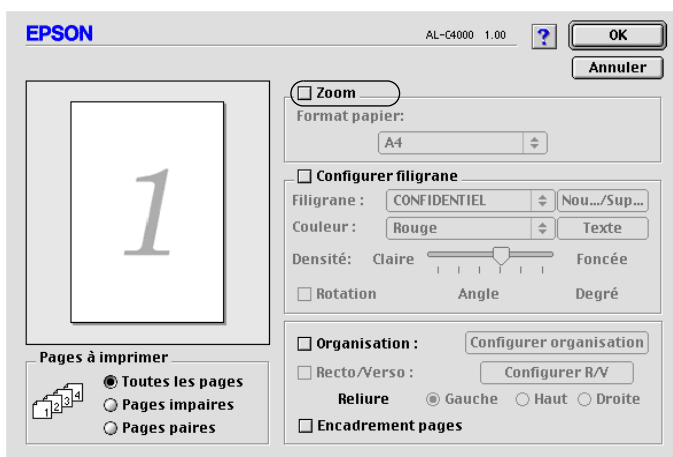 EPSON
AL-C4000 1.00
?
OK
Annuler
1
Zoom
Format papier:
A4
Configurer filigrane
Filigrane : CONFIDENTIEL Nou.../Sup...
Couleur : Rouge Texte
Densité: Claire Foncée
Rotation Angle Degré
Pages à imprimer
1 2 3 4
Toutes les pages
Pages impaires
Pages paires
Organisation : Configurer organisation
Recto/Verso : Configurer R/V
Reliure Gauche Haut Droite
Encadrement pages